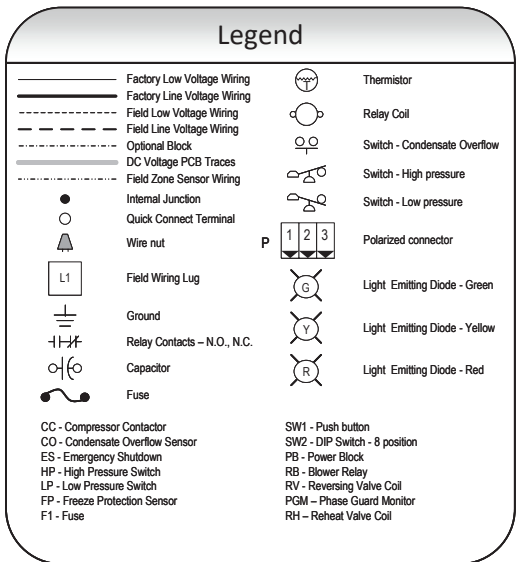 Legend
Factory Low Voltage Wiring
Factory Line Voltage Wiring
Field Low Voltage Wiring
Field Line Voltage Wiring
Optional Block
DC Voltage PCB Traces
Field Zone Sensor Wiring
Internal Junction
Quick Connect Terminal
Wire nut
L1 Field Wiring Lug
Ground
Relay Contacts – N.O., N.C.
Capacitor
Fuse
T Thermistor
Relay Coil
Switch - Condensate Overflow
Switch - High pressure
Switch - Low pressure
P 1 2 3 Polarized connector
G Light Emitting Diode - Green
Y Light Emitting Diode - Yellow
R Light Emitting Diode - Red
CC - Compressor Contactor
CO - Condensate Overflow Sensor
ES - Emergency Shutdown
HP - High Pressure Switch
LP - Low Pressure Switch
FP - Freeze Protection Sensor
F1 - Fuse
SW1 - Push button
SW2 - DIP Switch - 8 position
PB - Power Block
RB - Blower Relay
RV - Reversing Valve Coil
PGM – Phase Guard Monitor
RH – Reheat Valve Coil